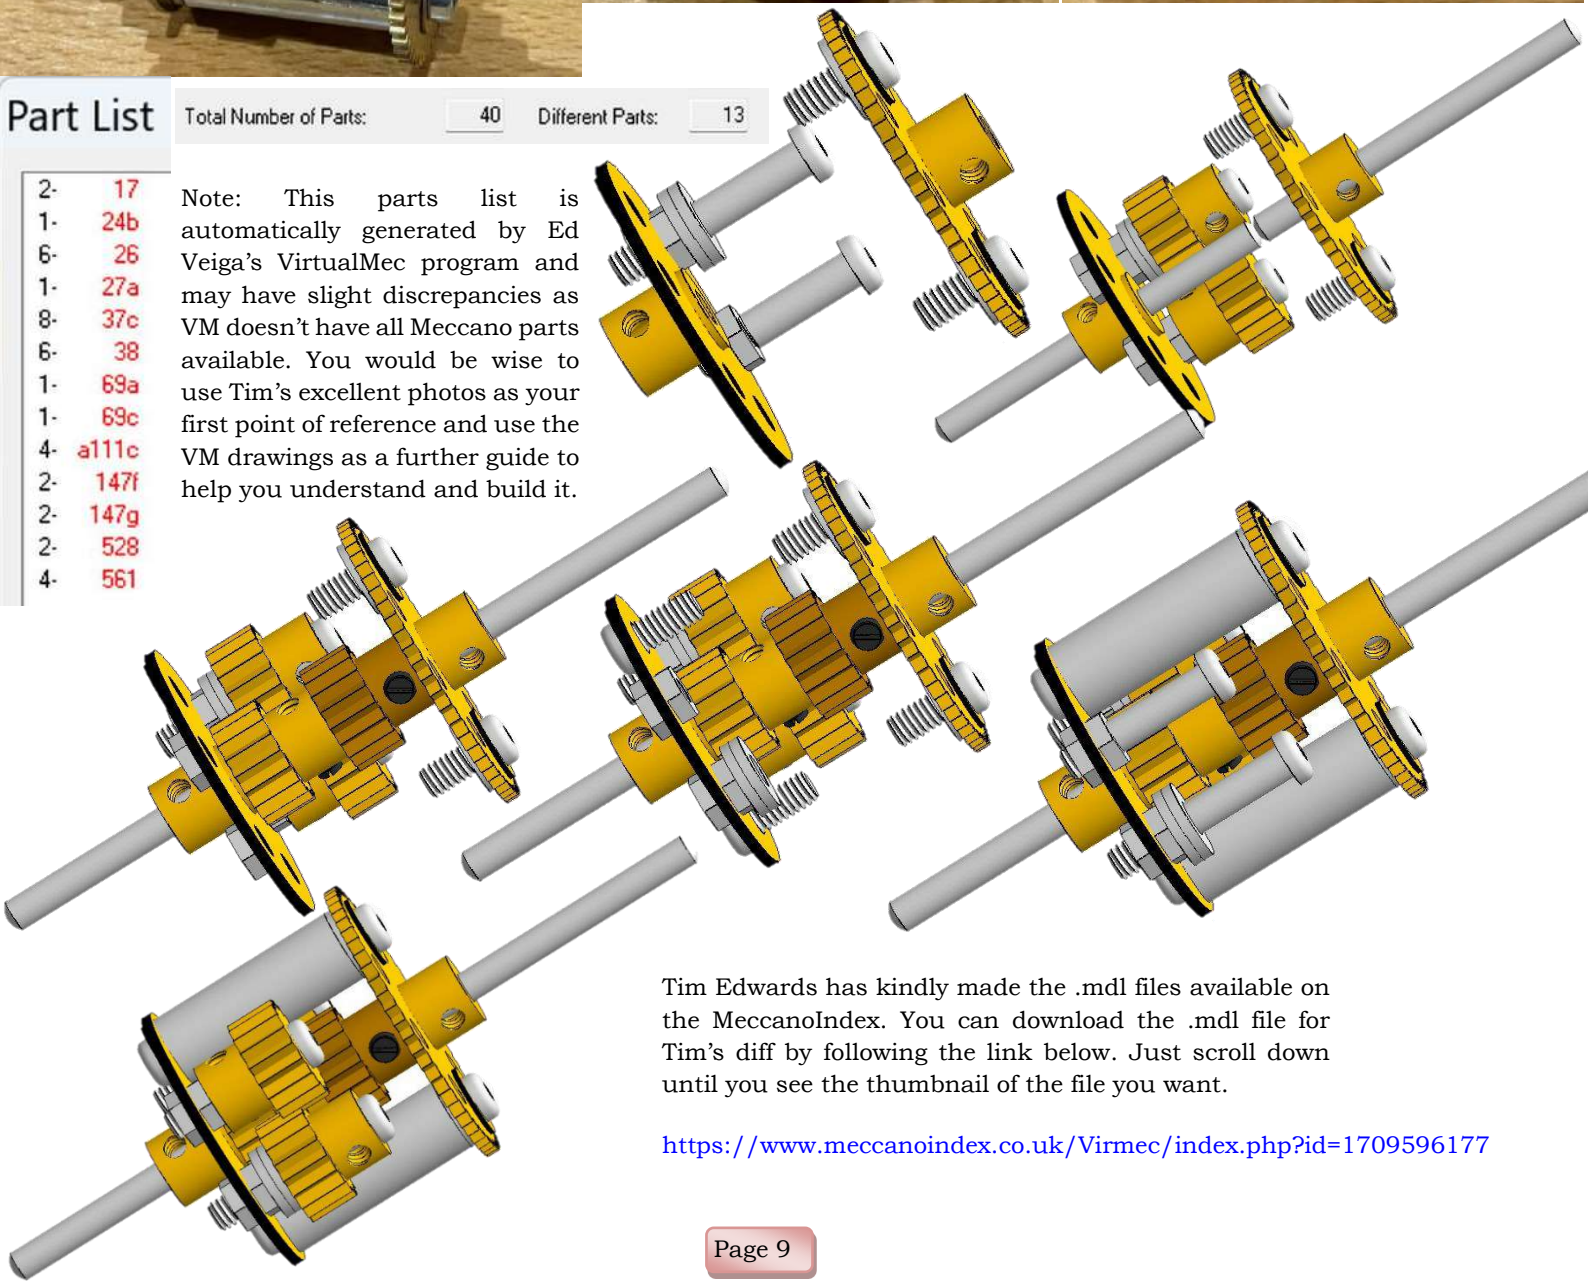 Part List
Total Number of Parts: 40 Different Parts: 13
2- 17
1- 24b
6- 26
1- 27a
8- 37c
6- 38
1- 69a
1- 69c
4- a111c
2- 147f
2- 147g
2- 528
4- 561
Note: This parts list is
automatically generated by Ed
Veiga’s VirtualMec program and
may have slight discrepancies as
VM doesn’t have all Meccano parts
available. You would be wise to
use Tim’s excellent photos as your
first point of reference and use the
VM drawings as a further guide to
help you understand and build it.
Tim Edwards has kindly made the .mdl files available on
the MeccanoIndex. You can download the .mdl file for
Tim’s diff by following the link below. Just scroll down
until you see the thumbnail of the file you want.
https://www.meccanoindex.co.uk/Virmec/index.php?id=1709596177
Page 9